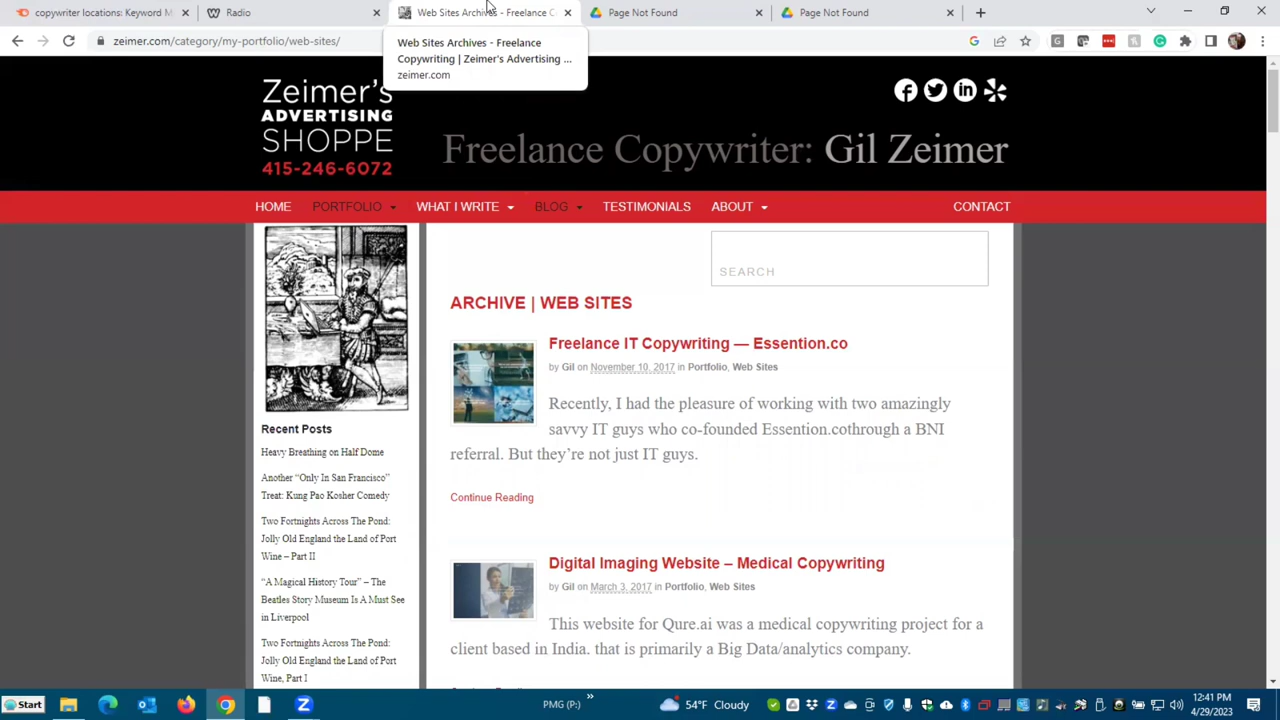 copywriter locations: Keyword M
Radio
Web Sites Archives - Freelance C
Page Not Found
Page Not Found
zeimer.com/category/my-portfolio/web-sites/
Web Sites Archives - Freelance
Copywriting | Zeimer's Advertising ...
zeimer.com
Zeimer's
ADVERTISING
SHOPPE
415-246-6072
Freelance Copywriter: Gil Zeimer
HOME
PORTFOLIO
WHAT I WRITE
BLOG
TESTIMONIALS
ABOUT
CONTACT
SEARCH
ARCHIVE | WEB SITES
Freelance IT Copywriting — Essention.co
by Gil on November 10, 2017 in Portfolio, Web Sites
Recently, I had the pleasure of working with two amazingly
savvy IT guys who co-founded Essention.cothrough a BNI
referral. But they're not just IT guys.
Continue Reading
Digital Imaging Website – Medical Copywriting
by Gil on March 3, 2017 in Portfolio, Web Sites
This website for Qure.ai was a medical copywriting project for a
client based in India. that is primarily a Big Data/analytics company.
Recent Posts
Heavy Breathing on Half Dome
Another “Only In San Francisco”
Treat: Kung Pao Kosher Comedy
Two Fortnights Across The Pond:
Jolly Old England the Land of Port
Wine – Part II
“A Magical History Tour” – The
Beatles Story Museum Is A Must See
in Liverpool
Two Fortnights Across The Pond:
Jolly Old England the Land of Port
Wine, Part I
Start
PMG (P:)
54°F Cloudy
12:41 PM
4/29/2023